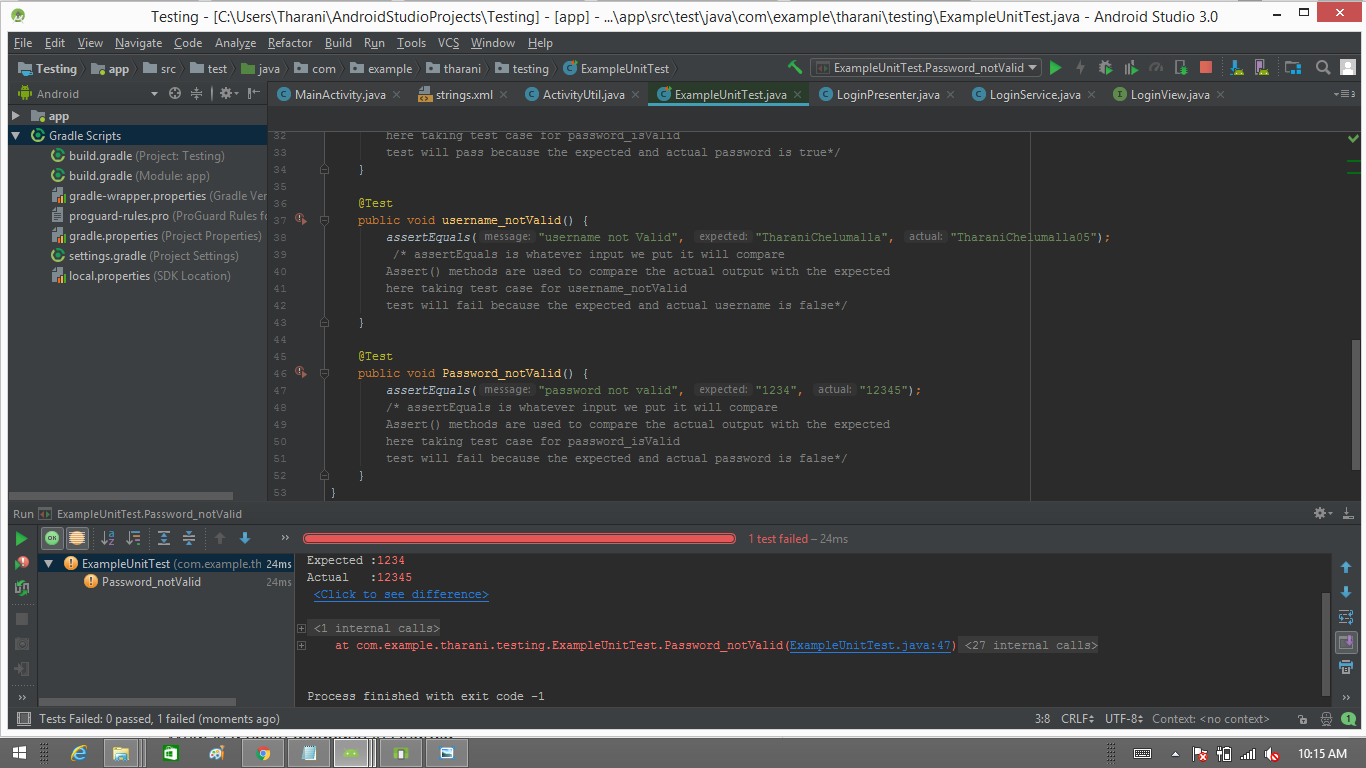 Testing - [C:\Users\Tharani\AndroidStudioProjects\Testing] - [app] - ...\app\src\test\java\com\example\tharani\testing\ExampleUnitTest.java - Android Studio 3.0
File Edit View Navigate Code Analyze Refactor Build Run Tools VCS Window Help
Testing app src test java com example tharani testing ExampleUnitTest ExampleUnitTest.Password_notValid
Android
MainActivity.java strings.xml ActivityUtil.java ExampleUnitTest.java LoginPresenter.java LoginService.java LoginView.java
app
Gradle Scripts
build.gradle (Project: Testing)
build.gradle (Module: app)
gradle-wrapper.properties (Gradle Ver
proguard-rules.pro (ProGuard Rules fo
gradle.properties (Project Properties)
settings.gradle (Project Settings)
local.properties (SDK Location)
32 here taking test case for password_isValid
33 test will pass because the expected and actual password is true*/
34 }
35
36 @Test
37 public void username_notValid() {
38 assertEquals( message: "username not Valid", expected: "TharaniChelumalla", actual: "TharaniChelumalla05");
39 /* assertEquals is whatever input we put it will compare
40 Assert() methods are used to compare the actual output with the expected
41 here taking test case for username_notValid
42 test will fail because the expected and actual username is false*/
43 }
44
45 @Test
46 public void Password_notValid() {
47 assertEquals( message: "password not valid", expected: "1234", actual: "12345");
48 /* assertEquals is whatever input we put it will compare
49 Assert() methods are used to compare the actual output with the expected
50 here taking test case for password_isValid
51 test will fail because the expected and actual password is false*/
52 }
53 }
Run ExampleUnitTest.Password_notValid
1 test failed – 24ms
ExampleUnitTest (com.example.th 24ms
Password_notValid 24ms
Expected :1234
Actual :12345
<Click to see difference>
<1 internal calls>
at com.example.tharani.testing.ExampleUnitTest.Password_notValid(ExampleUnitTest.java:47) <27 internal calls>
Process finished with exit code -1
Tests Failed: 0 passed, 1 failed (moments ago) 3:8 CRLF UTF-8 Context: <no context> 1
10:15 AM